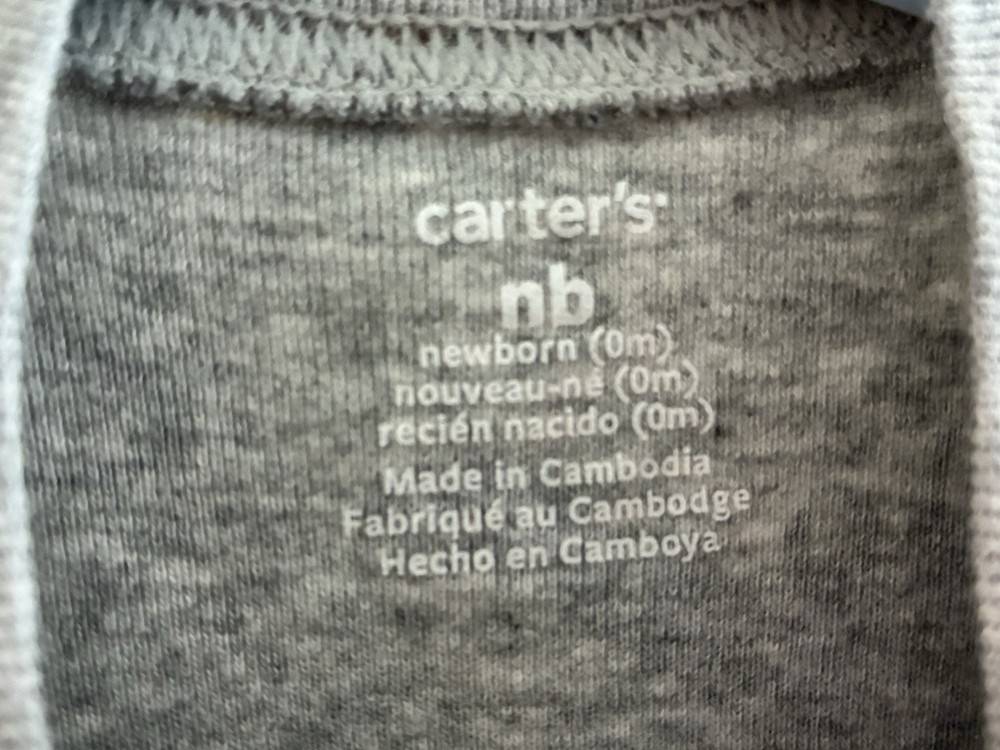 carter's
nb
newborn (0m)
nouveau-né (0m)
recién nacido (0m)
Made in Cambodia
Fabriqué au Cambodge
Hecho en Camboya